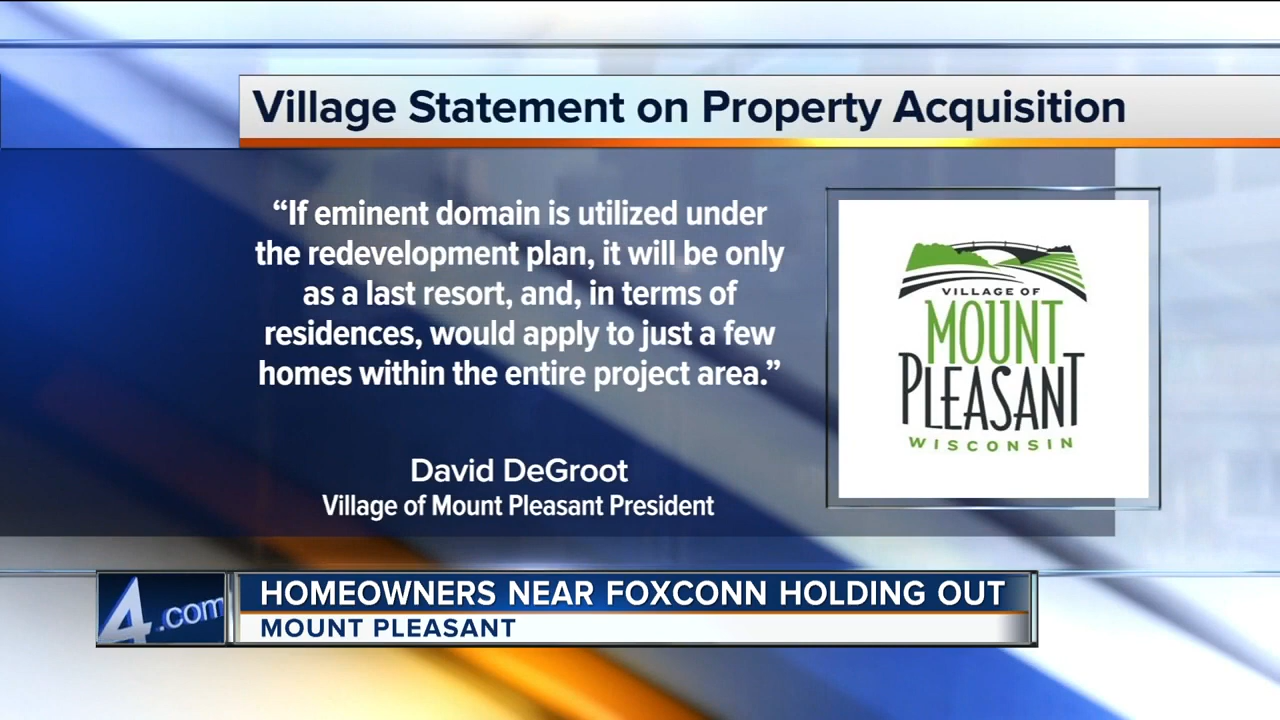 Village Statement on Property Acquisition
“If eminent domain is utilized under
the redevelopment plan, it will be only
as a last resort, and, in terms of
residences, would apply to just a few
homes within the entire project area.”
David DeGroot
Village of Mount Pleasant President
VILLAGE OF
MOUNT
PLEASANT
WISCONSIN
4.com
HOMEOWNERS NEAR FOXCONN HOLDING OUT
MOUNT PLEASANT